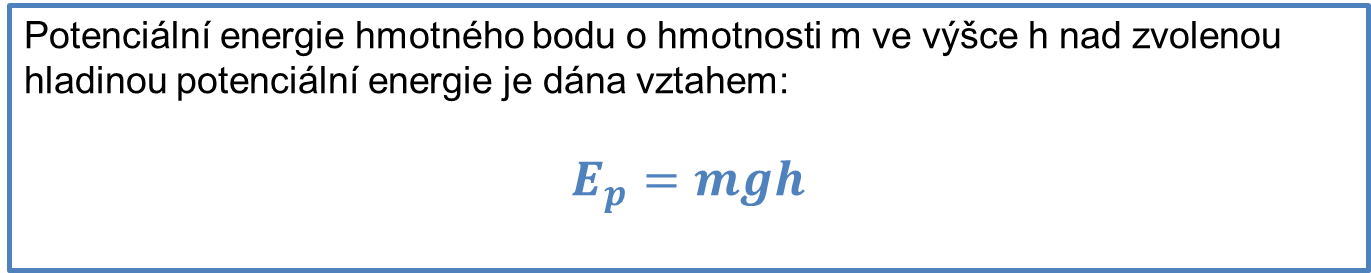 Potenciální energie hmotného bodu o hmotnosti m ve výšce h nad zvolenou
hladinou potenciální energie je dána vztahem:
E_p = mgh